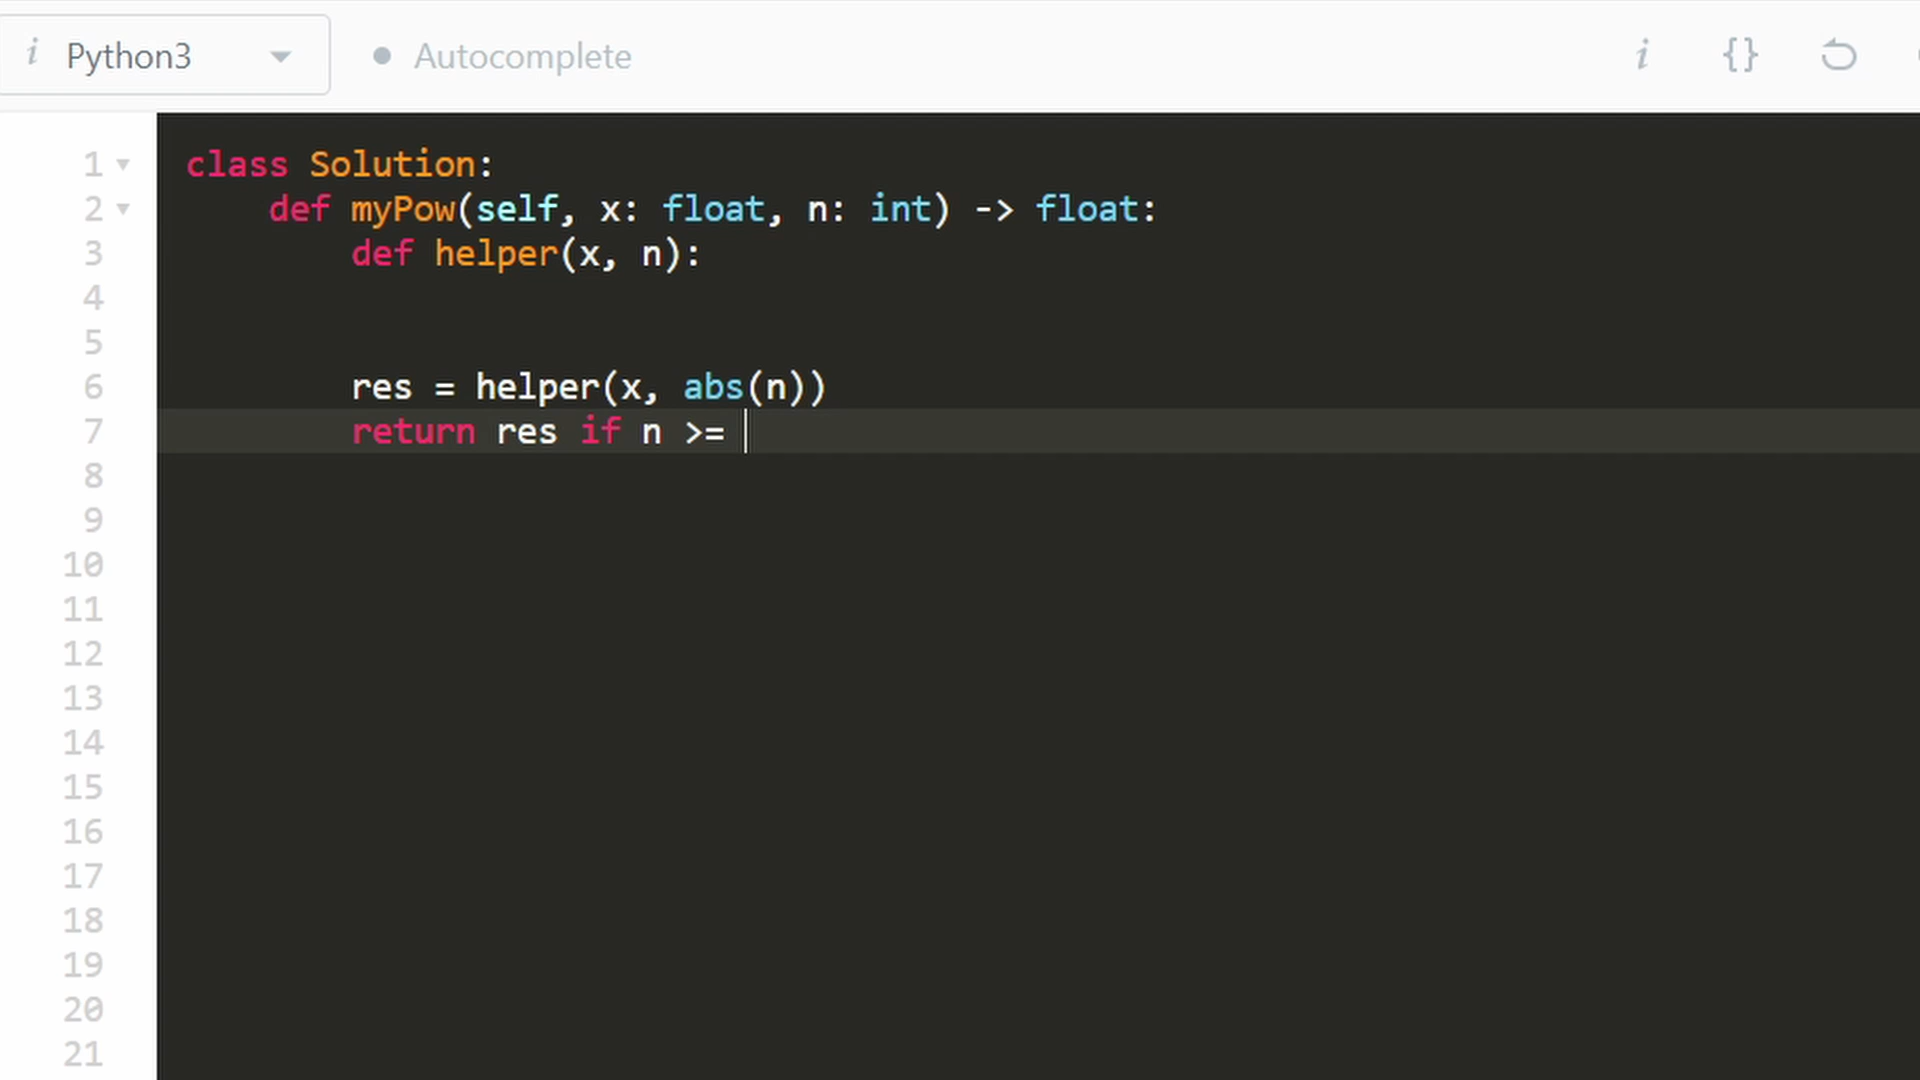 i Python3 Autocomplete i {}
1 class Solution:
2 def myPow(self, x: float, n: int) -> float:
3 def helper(x, n):
4
5
6 res = helper(x, abs(n))
7 return res if n >=
8
9
10
11
12
13
14
15
16
17
18
19
20
21